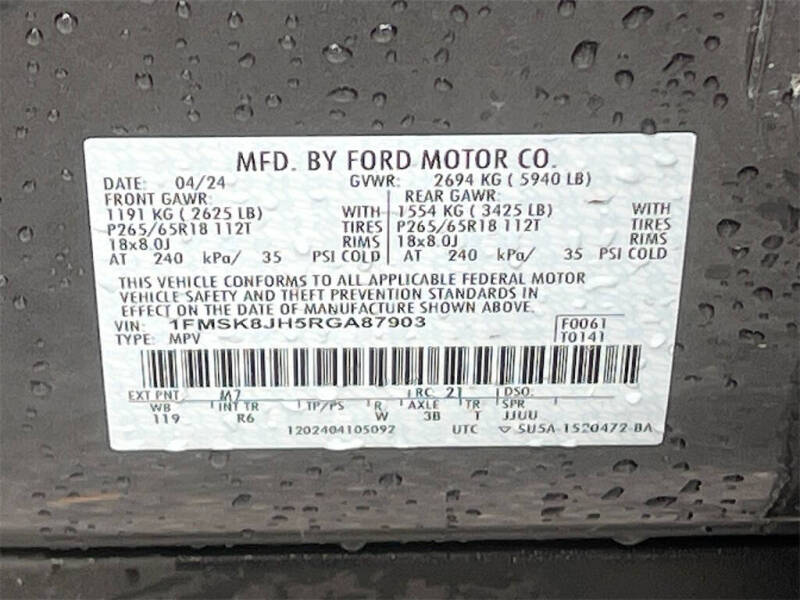 MFD. BY FORD MOTOR CO.
DATE: 04/24 GVWR: 2694 KG ( 5940 LB)
FRONT GAWR: REAR GAWR:
1191 KG ( 2625 LB) WITH 1554 KG ( 3425 LB) WITH
P265/65R18 112T TIRES P265/65R18 112T TIRES
18x8.0J RIMS 18x8.0J RIMS
AT 240 kPa/ 35 PSI COLD AT 240 kPa/ 35 PSI COLD
THIS VEHICLE CONFORMS TO ALL APPLICABLE FEDERAL MOTOR
VEHICLE SAFETY AND THEFT PREVENTION STANDARDS IN
EFFECT ON THE DATE OF MANUFACTURE SHOWN ABOVE.
VIN: 1FMSK8JH5RGA87903 F0061
TYPE: MPV T0141
EXT PNT M7 RC 21 DSO:
WB INT TR TP/PS R AXLE TR SPR
119 R6 W 3B T JJUU
1202404105092 UTC ▽ SU5A-1520472-BA